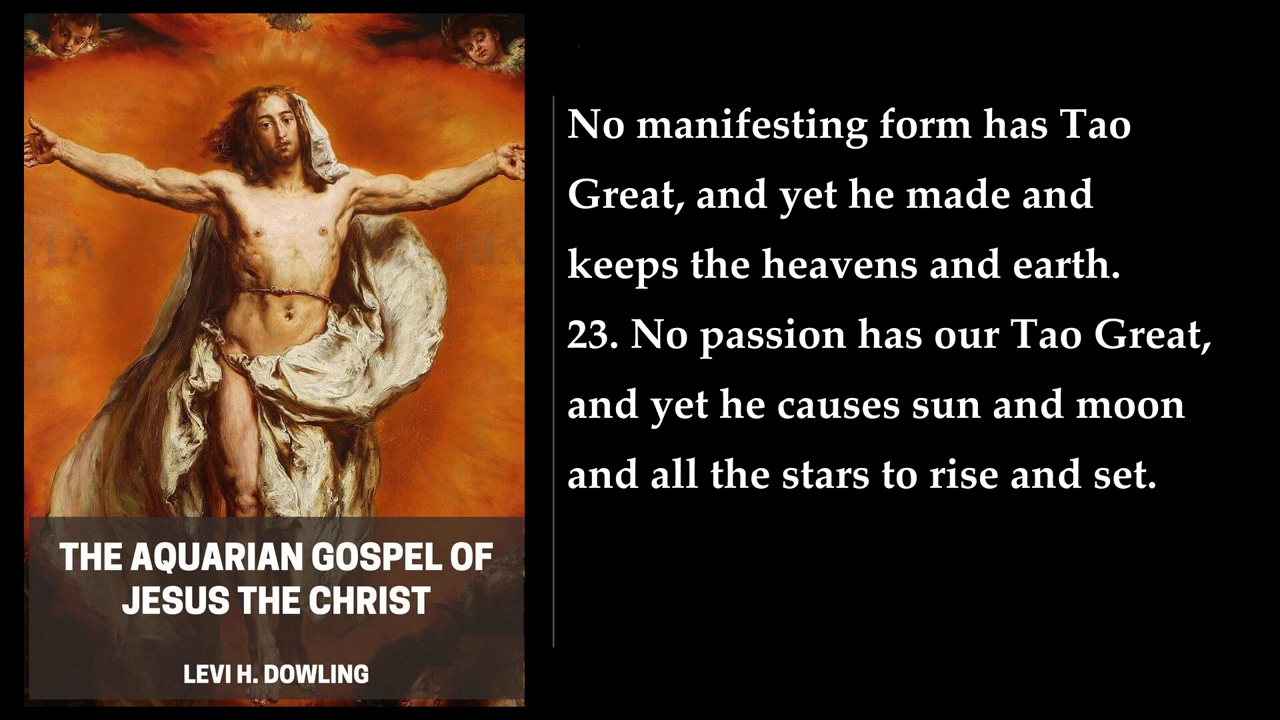 THE AQUARIAN GOSPEL OF
JESUS THE CHRIST
LEVI H. DOWLING
No manifesting form has Tao
Great, and yet he made and
keeps the heavens and earth.
23. No passion has our Tao Great,
and yet he causes sun and moon
and all the stars to rise and set.